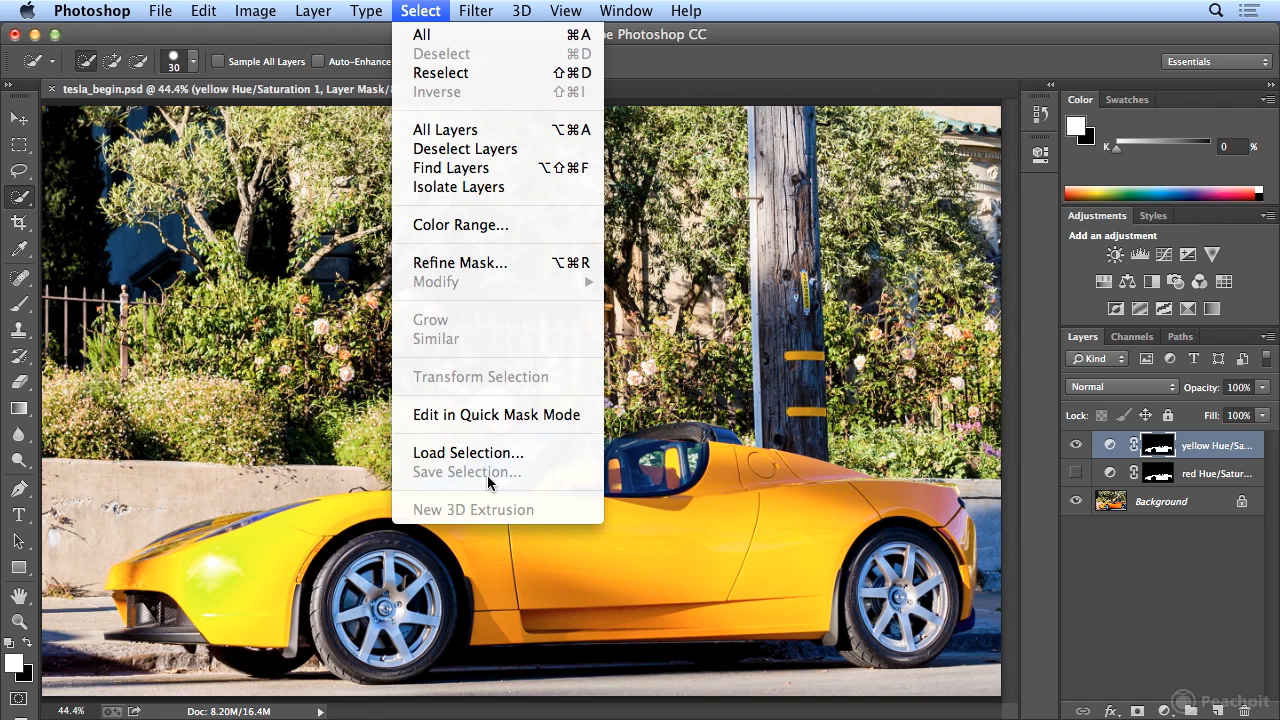 Photoshop File Edit Image Layer Type Select Filter 3D View Window Help
e Photoshop CC
30 Sample All Layers Auto-Enhance Essentials
tesla_begin.psd @ 44.4% (yellow Hue/Saturation 1, Layer Mask/
All ⌘A
Deselect ⌘D
Reselect ⇧⌘D
Inverse ⇧⌘I
All Layers ⌥⌘A
Deselect Layers
Find Layers ⌥⇧⌘F
Isolate Layers
Color Range...
Refine Mask... ⌥⌘R
Modify
Grow
Similar
Transform Selection
Edit in Quick Mask Mode
Load Selection...
Save Selection...
New 3D Extrusion
Color Swatches
K 0 %
Adjustments Styles
Add an adjustment
Layers Channels Paths
Kind
Normal Opacity: 100%
Lock: Fill: 100%
yellow Hue/Sa...
red Hue/Satur...
Background
44.4% Doc: 8.20M/16.4M
Peachpit